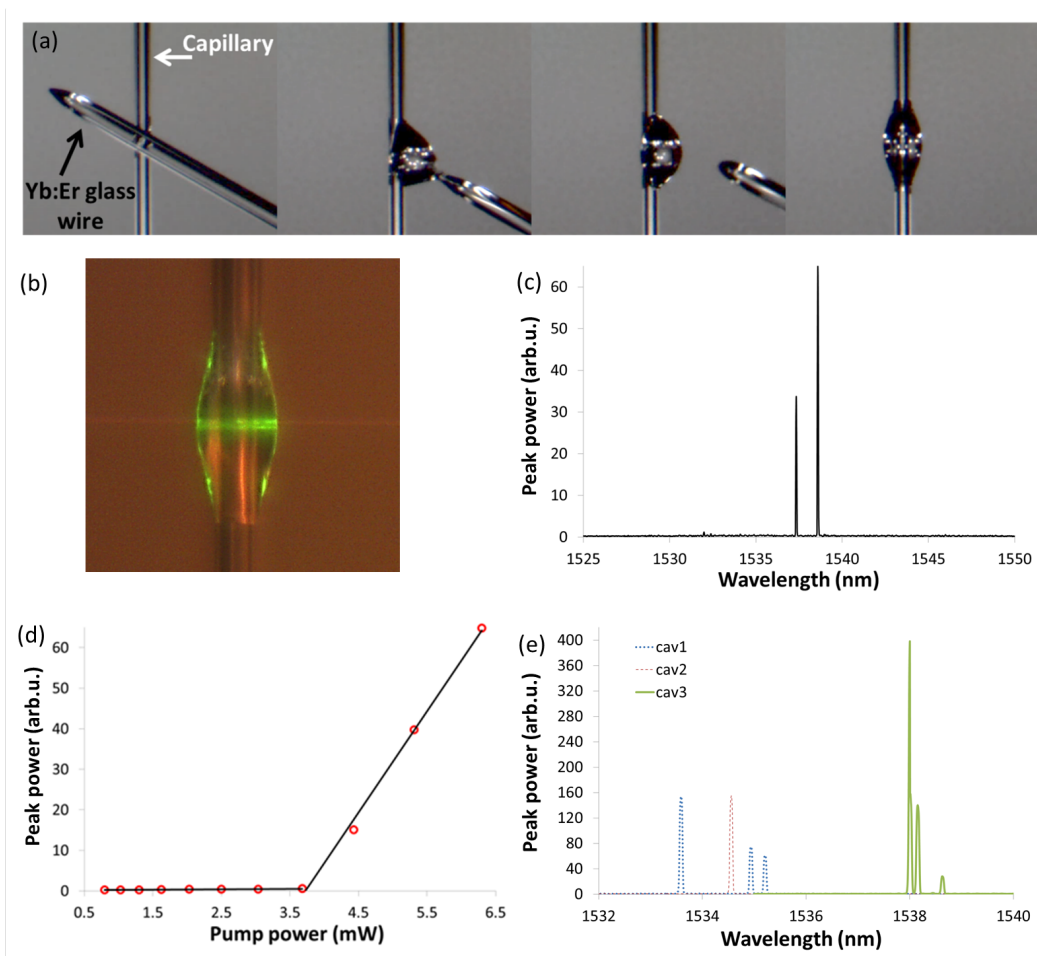 (a)
Capillary
Yb:Er glass
wire
(b)
(c)
Peak power (arb.u.)
60
50
40
30
20
10
0
1525
1530
1535
1540
1545
1550
Wavelength (nm)
(d)
Peak power (arb.u.)
60
50
40
30
20
10
0
0.5
1.5
2.5
3.5
4.5
5.5
6.5
Pump power (mW)
(e)
Peak power (arb.u.)
400
360
320
280
240
200
160
120
80
40
0
cav1
cav2
cav3
1532
1534
1536
1538
1540
Wavelength (nm)